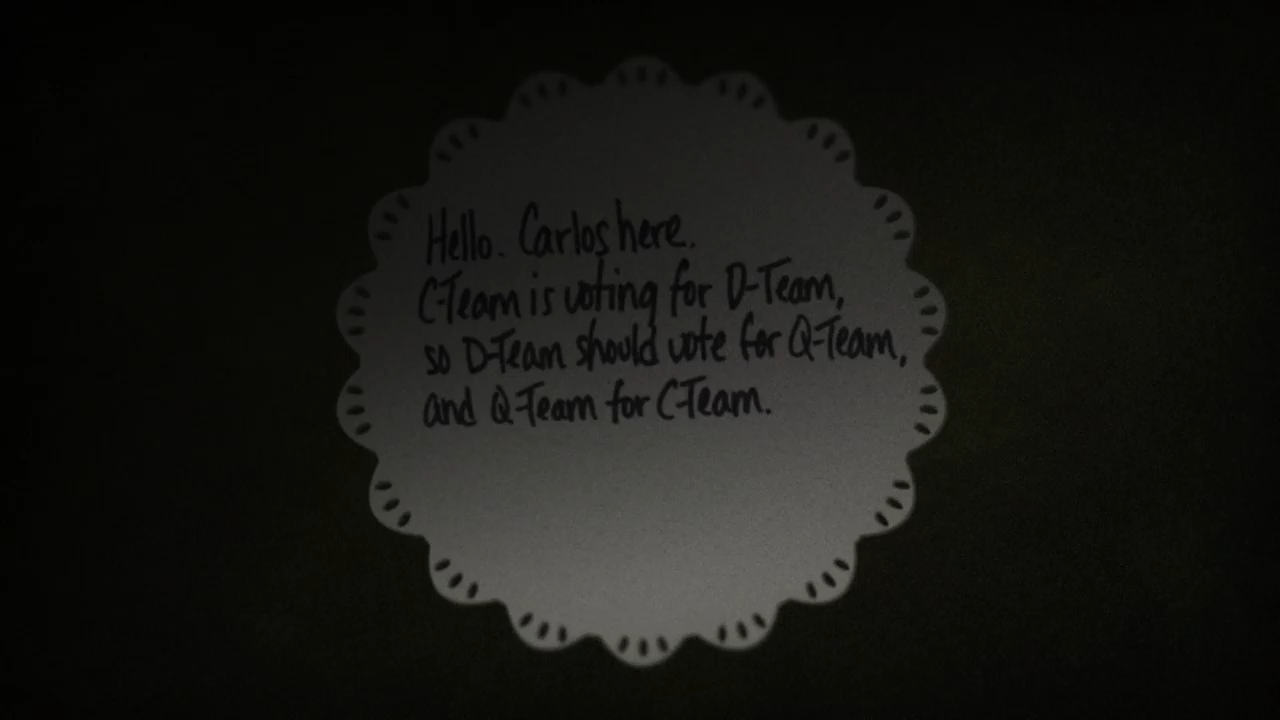 Hello. Carlos here.
C-Team is voting for D-Team,
so D-Team should vote for Q-Team,
and Q-Team for C-Team.